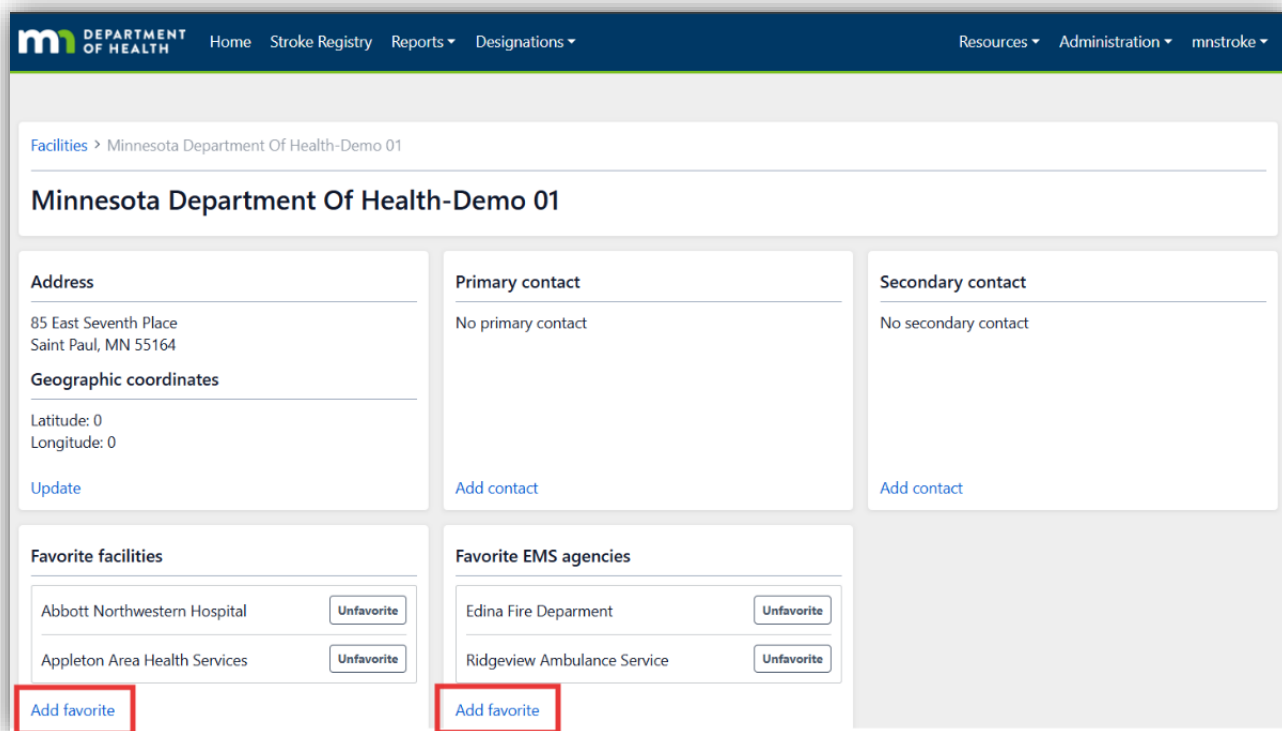 DEPARTMENT
OF HEALTH
Home Stroke Registry Reports Designations Resources Administration mnstroke
Facilities > Minnesota Department Of Health-Demo 01
Minnesota Department Of Health-Demo 01
Address
85 East Seventh Place
Saint Paul, MN 55164
Geographic coordinates
Latitude: 0
Longitude: 0
Update
Primary contact
No primary contact
Add contact
Secondary contact
No secondary contact
Add contact
Favorite facilities
Abbott Northwestern Hospital Unfavorite
Appleton Area Health Services Unfavorite
Add favorite
Favorite EMS agencies
Edina Fire Deparment Unfavorite
Ridgeview Ambulance Service Unfavorite
Add favorite